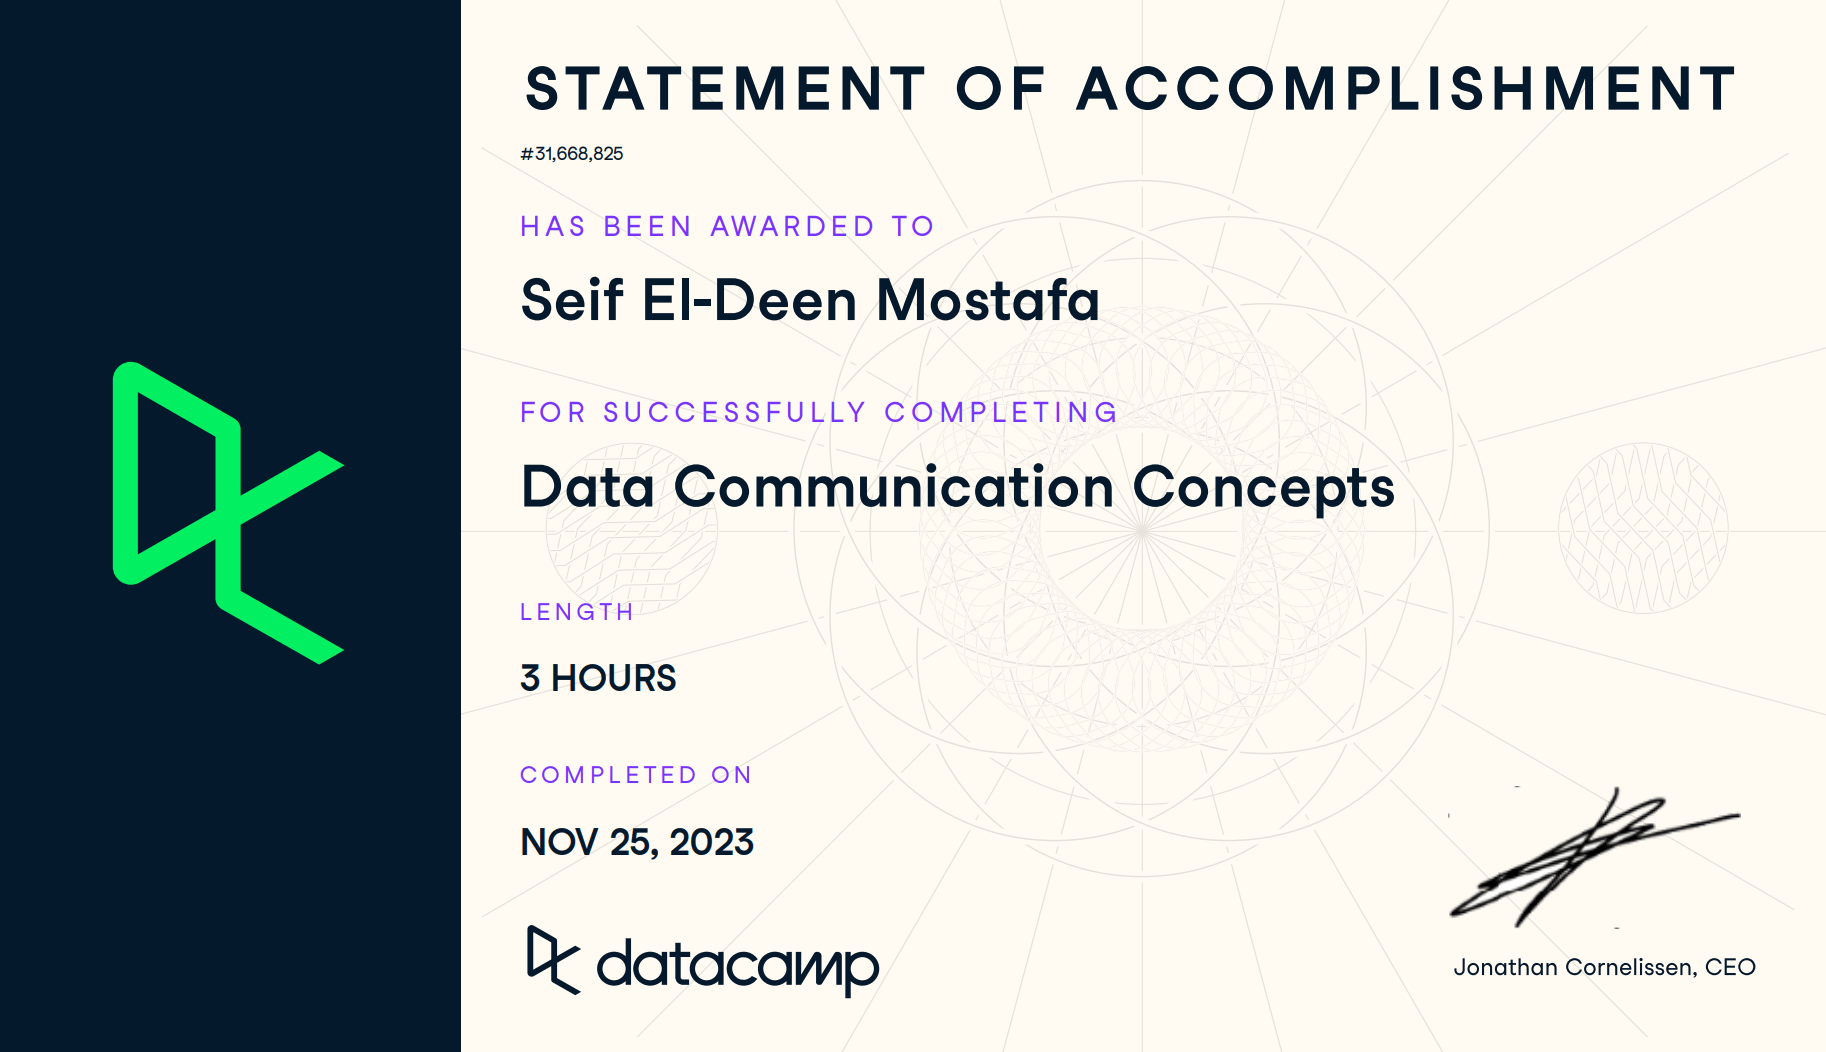 STATEMENT OF ACCOMPLISHMENT
#31,668,825
HAS BEEN AWARDED TO
Seif El-Deen Mostafa
FOR SUCCESSFULLY COMPLETING
Data Communication Concepts
LENGTH
3 HOURS
COMPLETED ON
NOV 25, 2023
datacamp
Jonathan Cornelissen, CEO